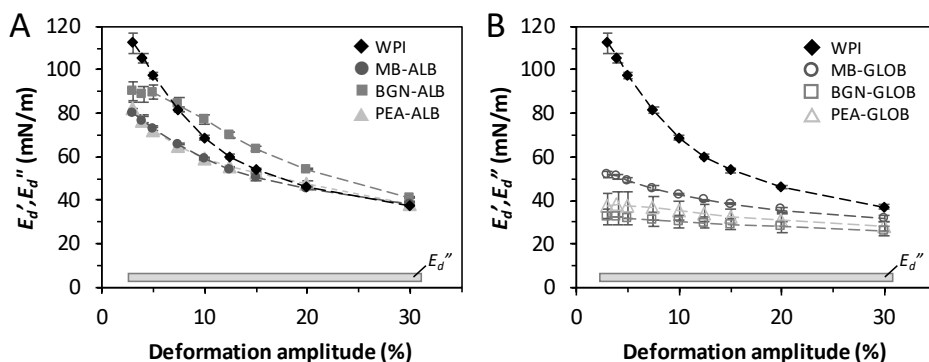 A
E_d', E_d'' (mN/m)
120
100
80
60
40
20
0
WPI
MB-ALB
BGN-ALB
PEA-ALB
E_d''
0 10 20 30
Deformation amplitude (%)
B
E_d', E_d'' (mN/m)
120
100
80
60
40
20
0
WPI
MB-GLOB
BGN-GLOB
PEA-GLOB
E_d''
0 10 20 30
Deformation amplitude (%)